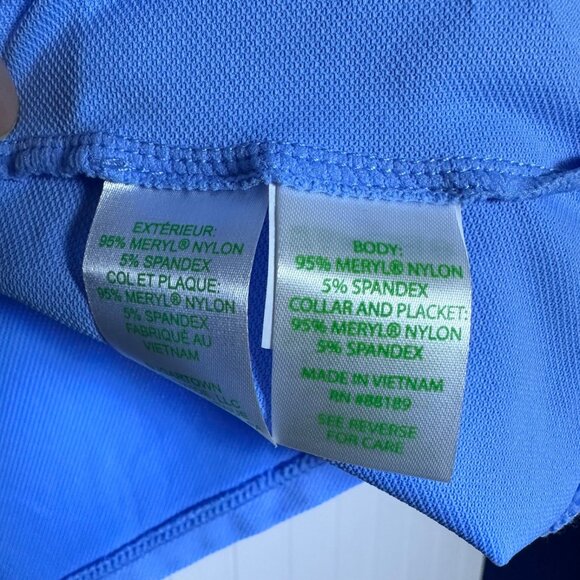 EXTÉRIEUR:
95% MERYL® NYLON
5% SPANDEX
COL ET PLAQUE:
95% MERYL® NYLON
5% SPANDEX
FABRIQUÉ AU
VIETNAM
LLC
BODY:
95% MERYL® NYLON
5% SPANDEX
COLLAR AND PLACKET:
95% MERYL® NYLON
5% SPANDEX
MADE IN VIETNAM
RN #88189
SEE REVERSE
FOR CARE